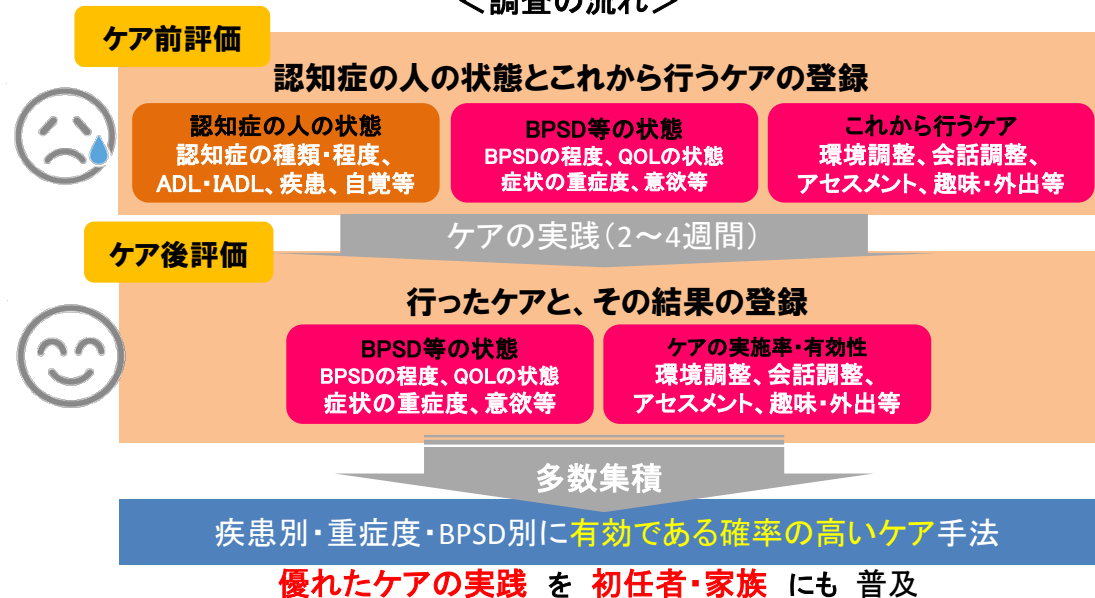 ＜調査の流れ＞
ケア前評価
認知症の人の状態とこれから行うケアの登録
認知症の人の状態
認知症の種類・程度、
ADL・IADL、疾患、自覚等
BPSD等の状態
BPSDの程度、QOLの状態
症状の重症度、意欲等
これから行うケア
環境調整、会話調整、
アセスメント、趣味・外出等
ケアの実践（2～4週間）
ケア後評価
行ったケアと、その結果の登録
BPSD等の状態
BPSDの程度、QOLの状態
症状の重症度、意欲等
ケアの実施率・有効性
環境調整、会話調整、
アセスメント、趣味・外出等
多数集積
疾患別・重症度・BPSD別に有効である確率の高いケア手法
優れたケアの実践 を 初任者・家族 にも 普及